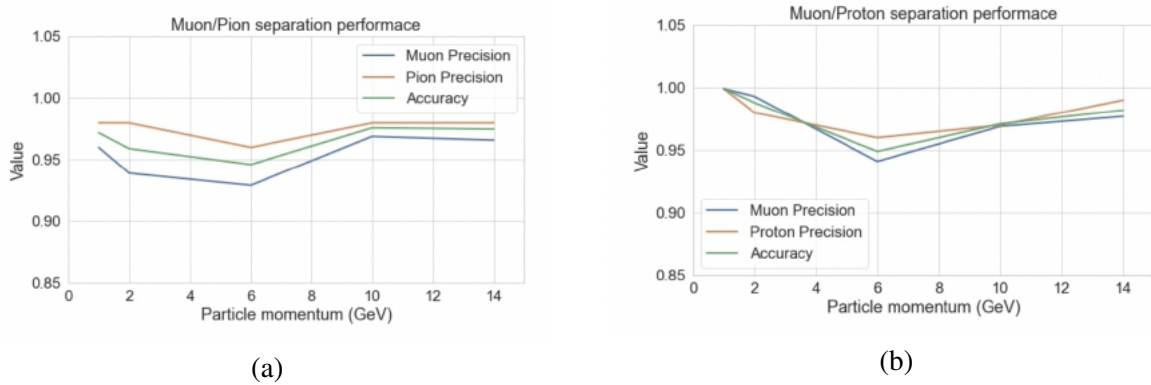 Muon/Pion separation performace
1.05
1.00
0.95
0.90
0.85
Value
Muon Precision
Pion Precision
Accuracy
0 2 4 6 8 10 12 14
Particle momentum (GeV)
(a)
Muon/Proton separation performace
1.05
1.00
0.95
0.90
0.85
Value
Muon Precision
Proton Precision
Accuracy
0 2 4 6 8 10 12 14
Particle momentum (GeV)
(b)